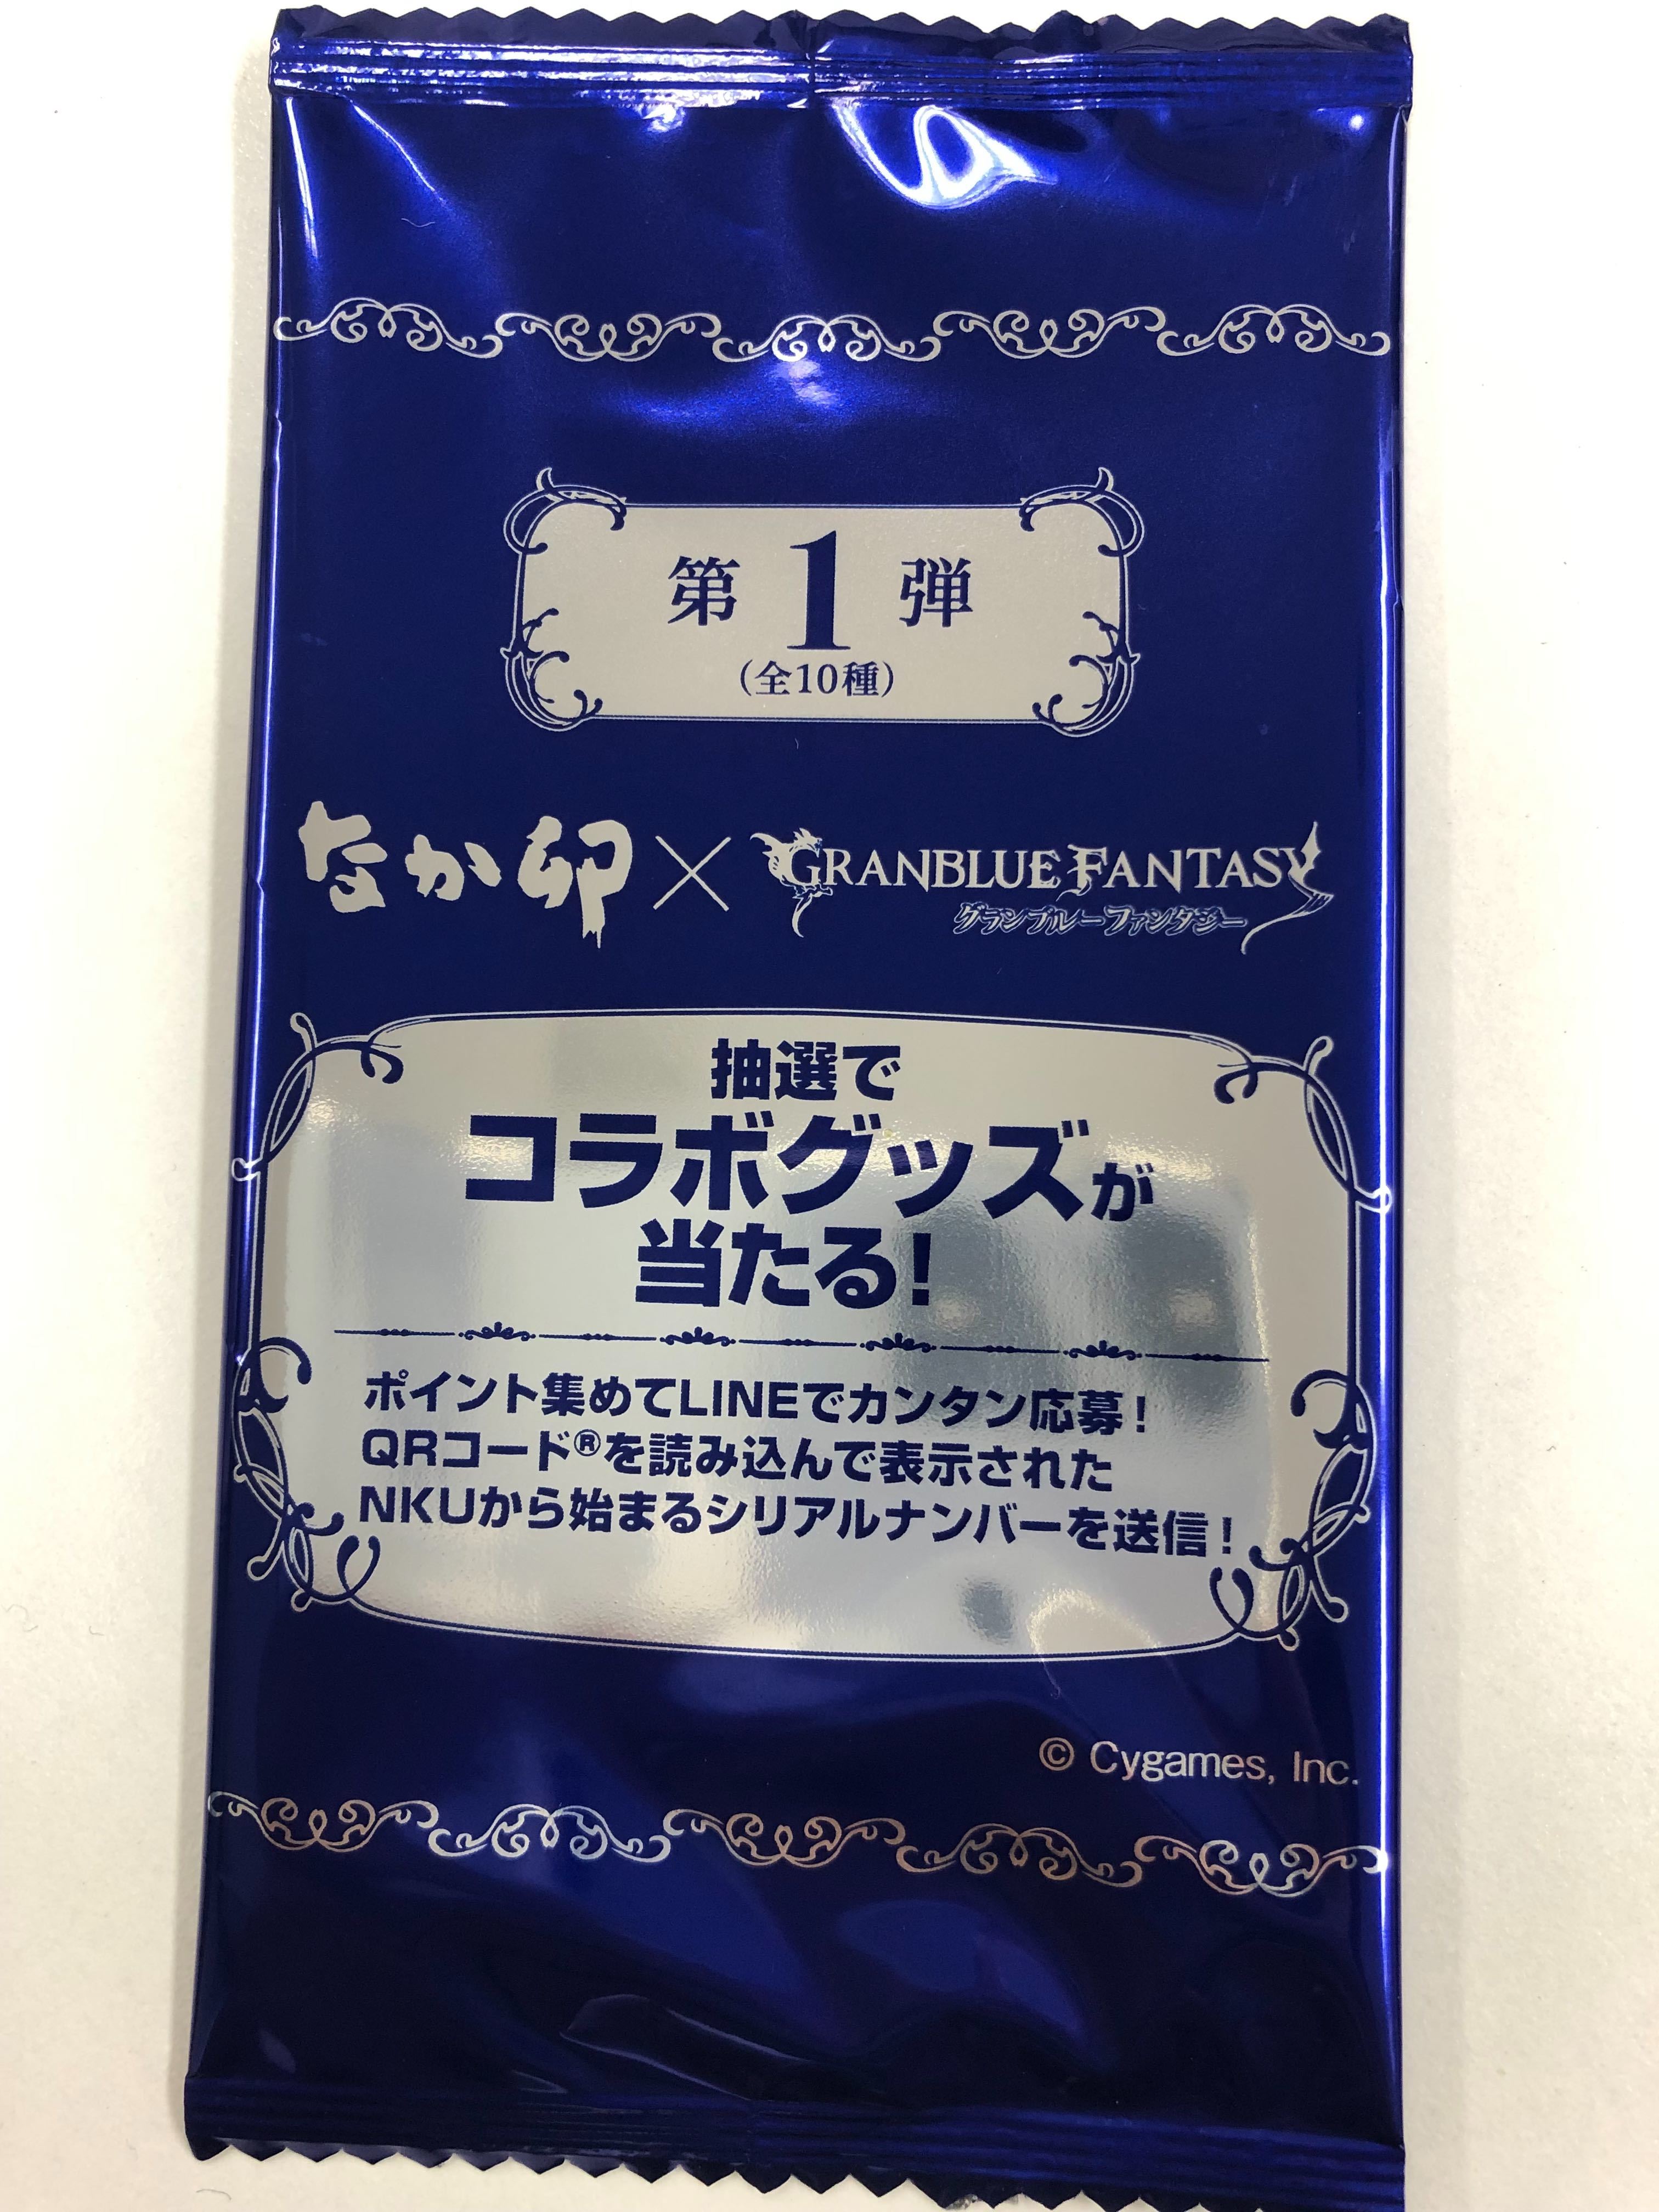 第1弾
(全10種)
なか卯×GRANBLUE FANTASY
グランブルーファンタジー
抽選で
コラボグッズが
当たる!
ポイント集めてLINEでカンタン応募!
QRコード®を読み込んで表示された
NKUから始まるシリアルナンバーを送信!
© Cygames, Inc.